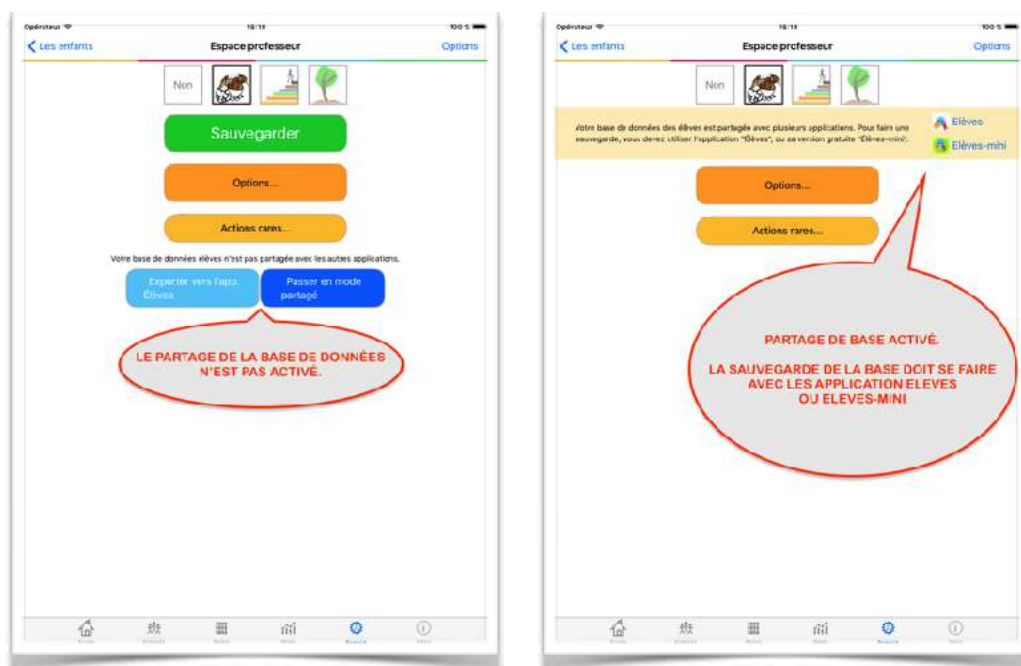 Opérateur 100 %
Les enfants Espace professeur Options
Non
Sauvegarder
Options...
Actions rares...
Votre base de données élèves n'est pas partagée avec les autres applications.
Exporter vers l'app. Passer en mode
Élèves partagé
LE PARTAGE DE LA BASE DE DONNÉES
N'EST PAS ACTIVÉ.
Opérateur 100 %
Les enfants Espace professeur Options
Non
Votre base de données des élèves est partagée avec plusieurs applications. Pour faire une
sauvegarde, vous devez utiliser l'application "Élèves", ou sa version gratuite "Élèves-mini".
Elèves
Elèves-mini
Options...
Actions rares...
PARTAGE DE BASE ACTIVÉ.
LA SAUVEGARDE DE LA BASE DOIT SE FAIRE
AVEC LES APPLICATION ELEVES
OU ELEVES-MINI